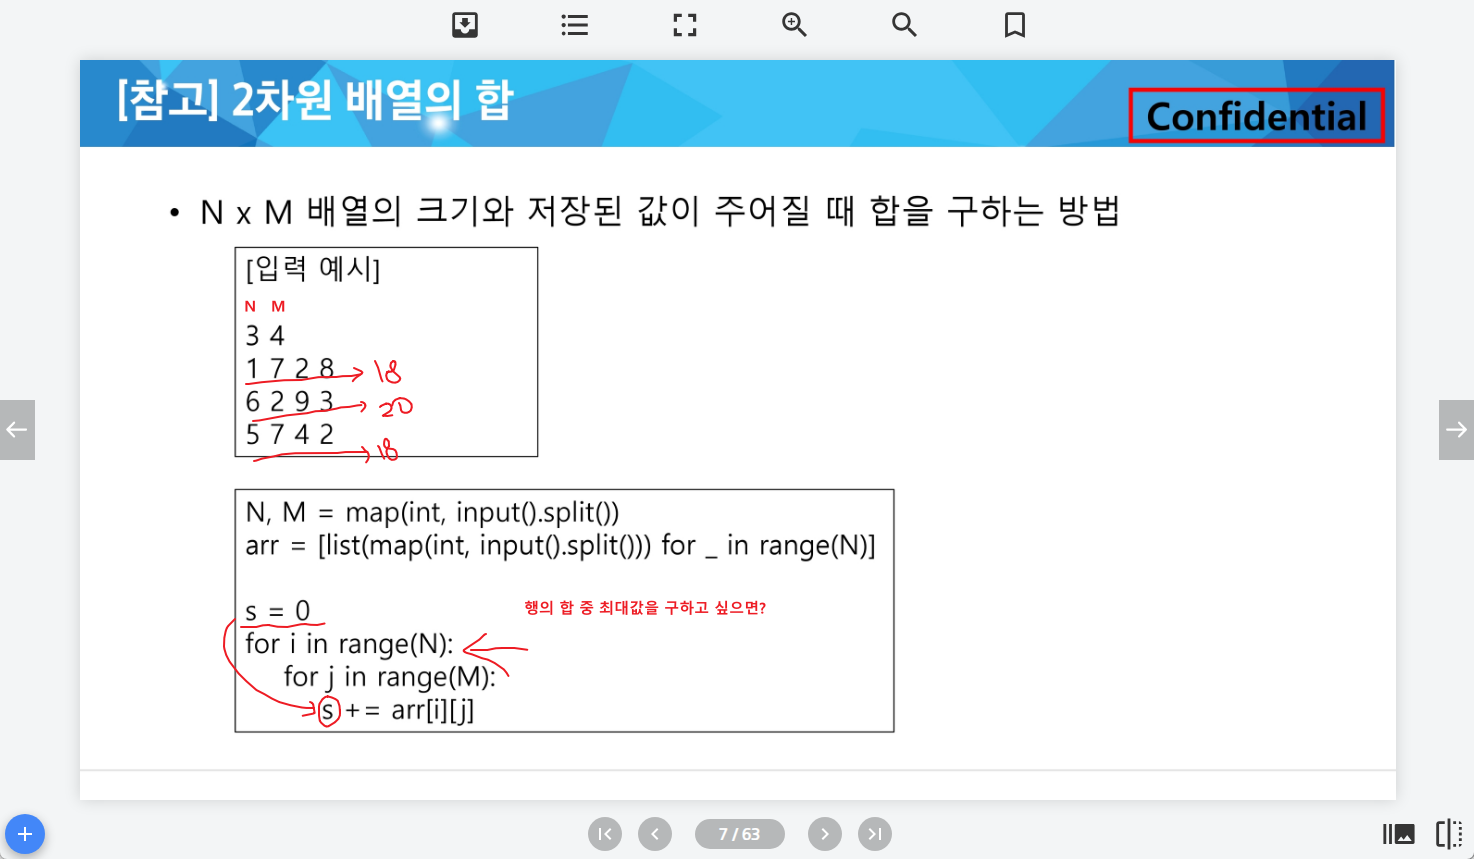 [참고] 2차원 배열의 합
Confidential
• N x M 배열의 크기와 저장된 값이 주어질 때 합을 구하는 방법
[입력 예시]
N M
3 4
1 7 2 8 → 18
6 2 9 3 → 20
5 7 4 2 → 18
N, M = map(int, input().split())
arr = [list(map(int, input().split())) for _ in range(N)]
s = 0
행의 합 중 최대값을 구하고 싶으면?
for i in range(N):
for j in range(M):
s += arr[i][j]
7 / 63